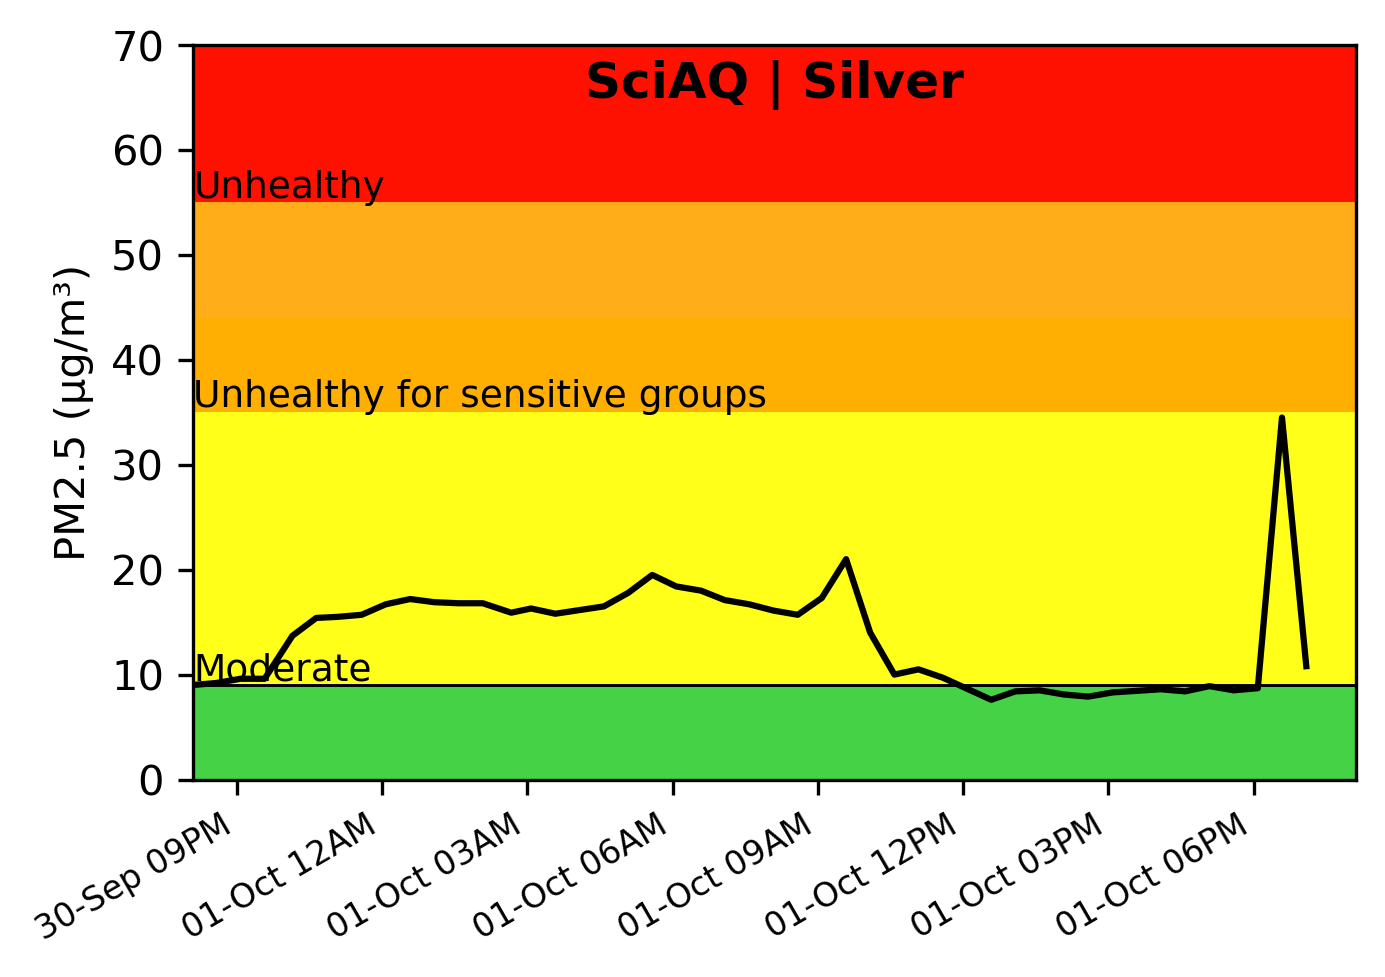 SciAQ | Silver
PM2.5 (µg/m³)
70
60
50
40
30
20
10
0
Unhealthy
Unhealthy for sensitive groups
Moderate
30-Sep 09PM
01-Oct 12AM
01-Oct 03AM
01-Oct 06AM
01-Oct 09AM
01-Oct 12PM
01-Oct 03PM
01-Oct 06PM